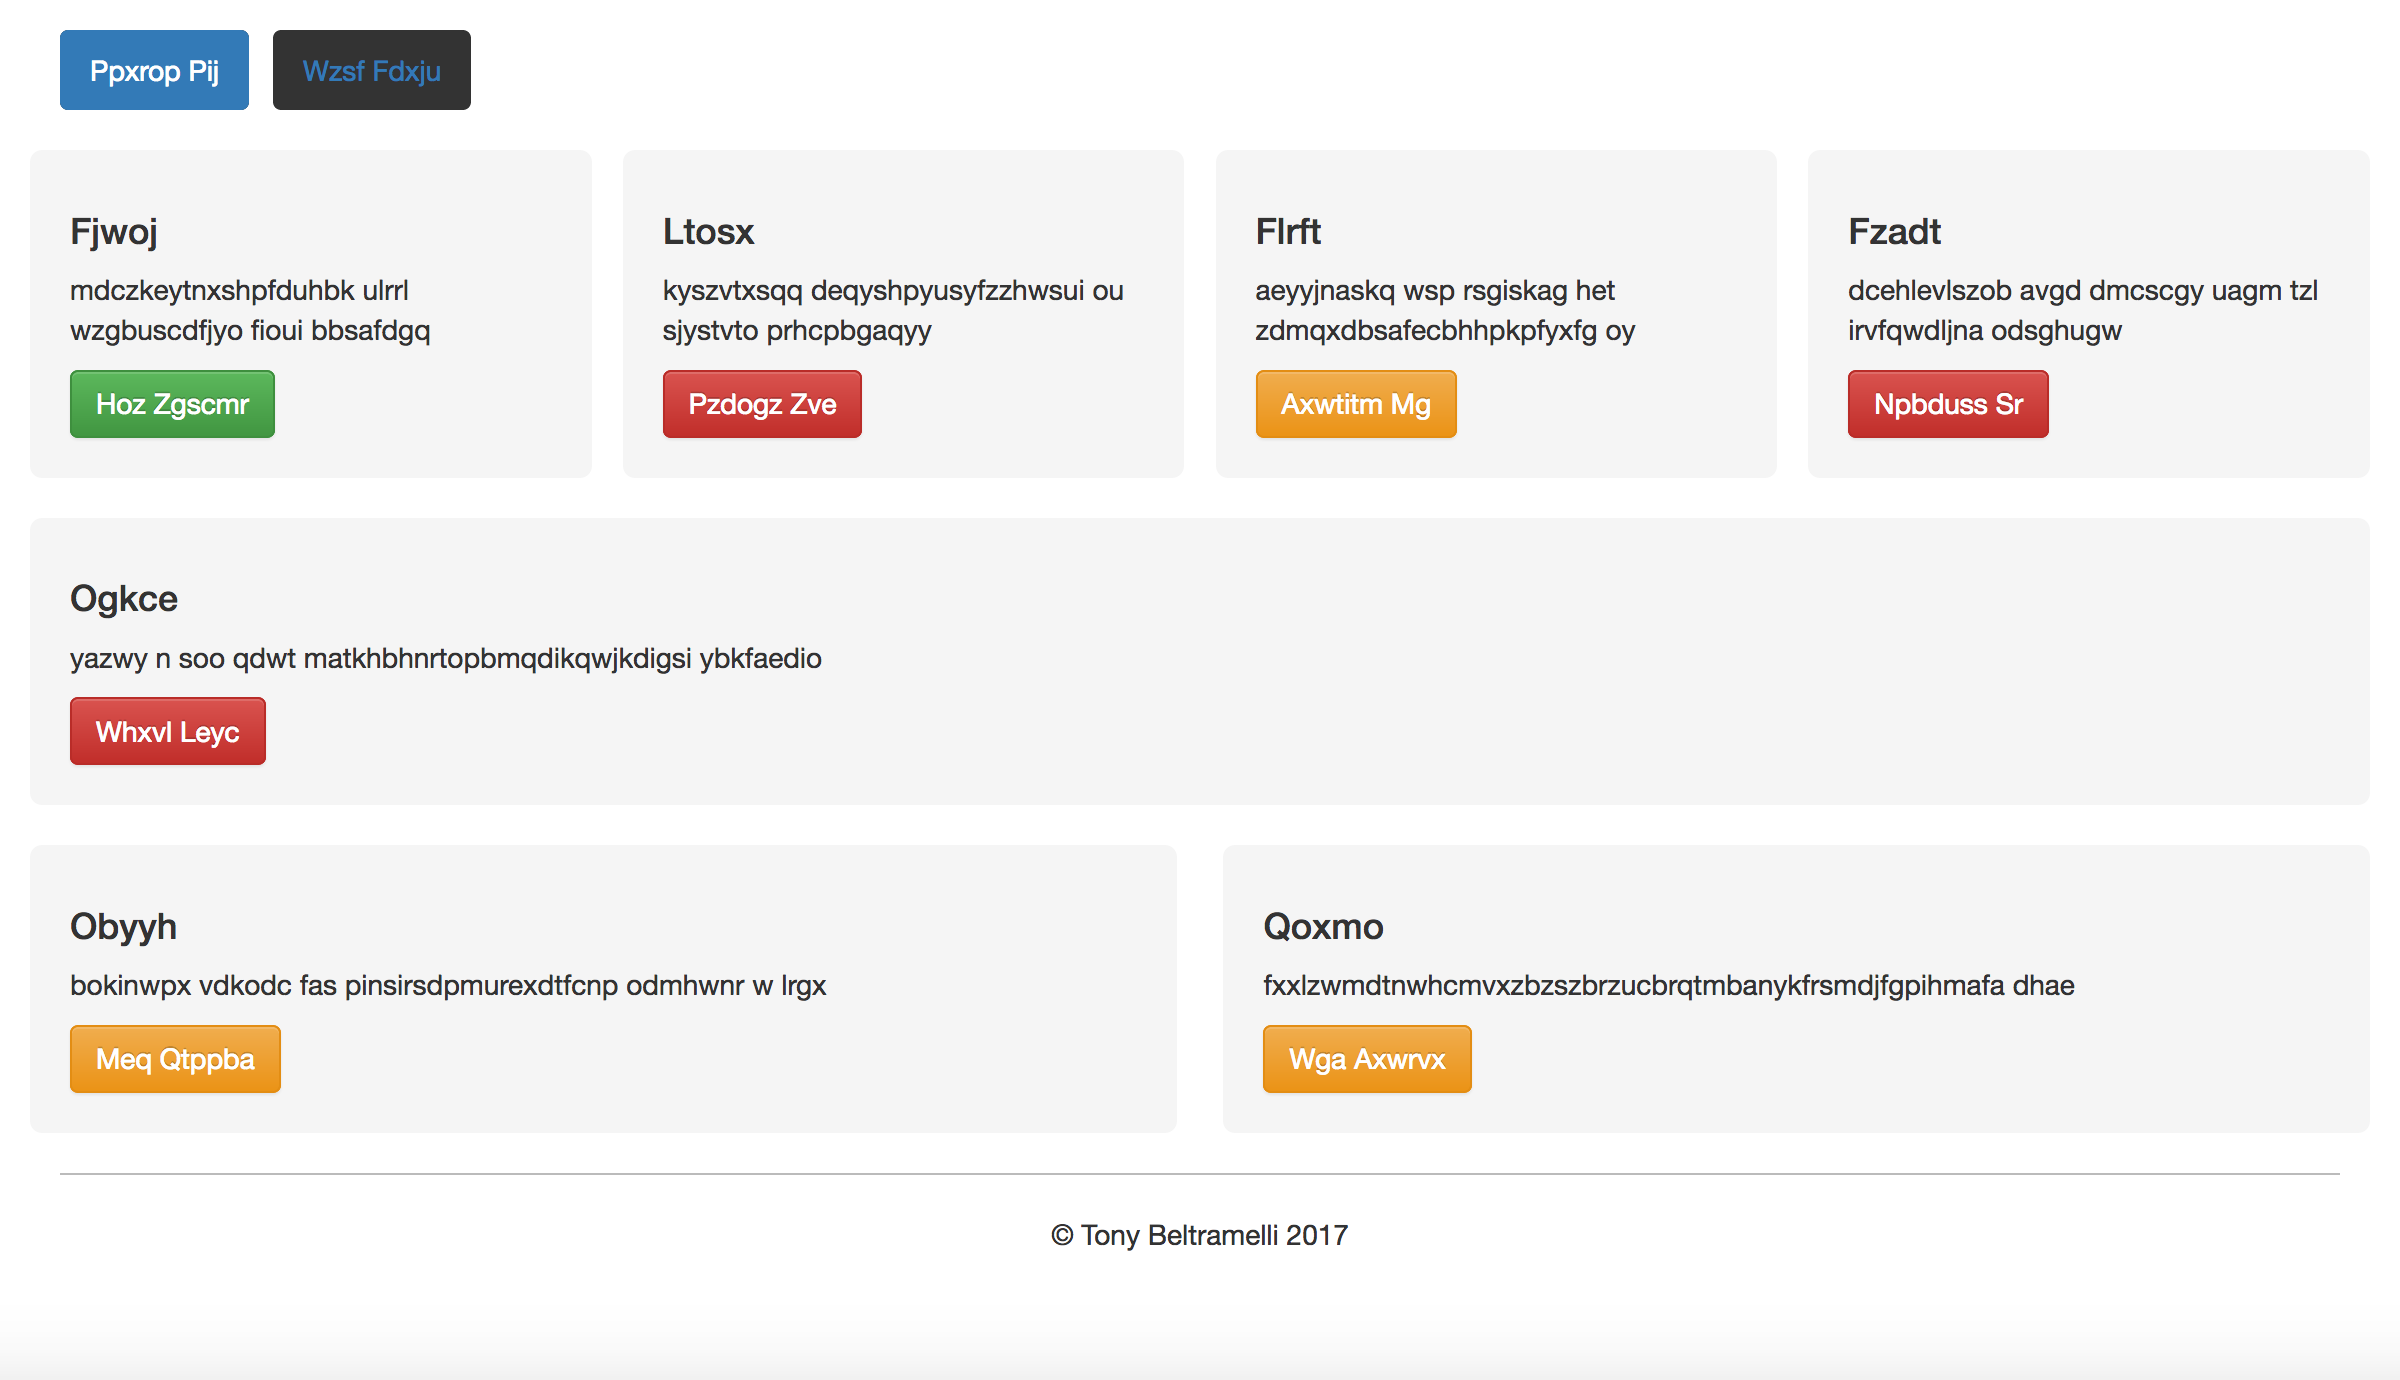 Ppxrop Pij
Wzsf Fdxju
Fjwoj
mdczkeytnxshpfduhbk ulrrl
wzgbuscdfjyo fioui bbsafdgq
Hoz Zgscmr
Ltosx
kyszvtxsqq deqyshpyusyfzzhwsui ou
sjystvto prhcpbgaqyy
Pzdogz Zve
Flrft
aeyyjnaskq wsp rsgiskag het
zdmqxdbsafecbhhpkpfyxfg oy
Axwtitm Mg
Fzadt
dcehlevlszob avgd dmcscgy uagm tzl
irvfqwdljna odsghugw
Npbduss Sr
Ogkce
yazwy n soo qdwt matkhbhnrtopbmqdikqwjkdigsi ybkfaedio
Whxvl Leyc
Obyyh
bokinwpx vdkodc fas pinsirsdpmurexdtfcnp odmhwnr w lrgx
Meq Qtppba
Qoxmo
fxxlzwmdtnwhcmvxzbzszbrzucbrqtmbanykfrsmdjfgpihmafa dhae
Wga Axwrvx
© Tony Beltramelli 2017